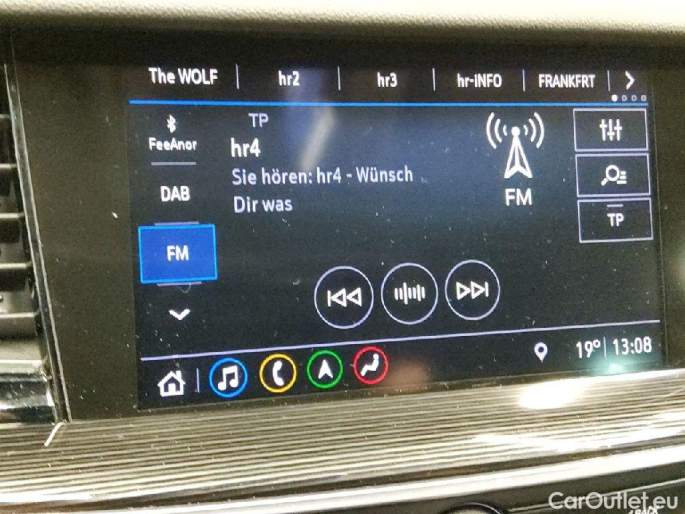 The WOLF hr2 hr3 hr-INFO FRANKFRT
FeeAnor
TP
hr4
Sie hören: hr4 - Wünsch
Dir was
DAB
FM
FM
TP
19° 13:08
CarOutlet.eu
BACK